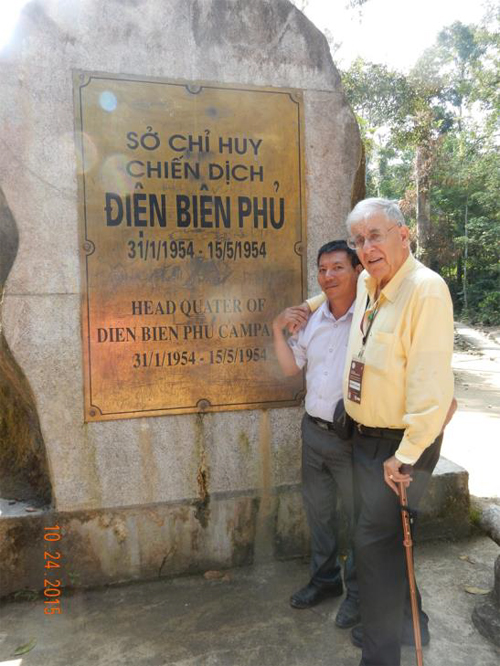 SỞ CHỈ HUY
CHIẾN DỊCH
ĐIỆN BIÊN PHỦ
31/1/1954 - 15/5/1954
HEAD QUATER OF
DIEN BIEN PHU CAMPA
31/1/1954 - 15/5/1954
10 24 2015